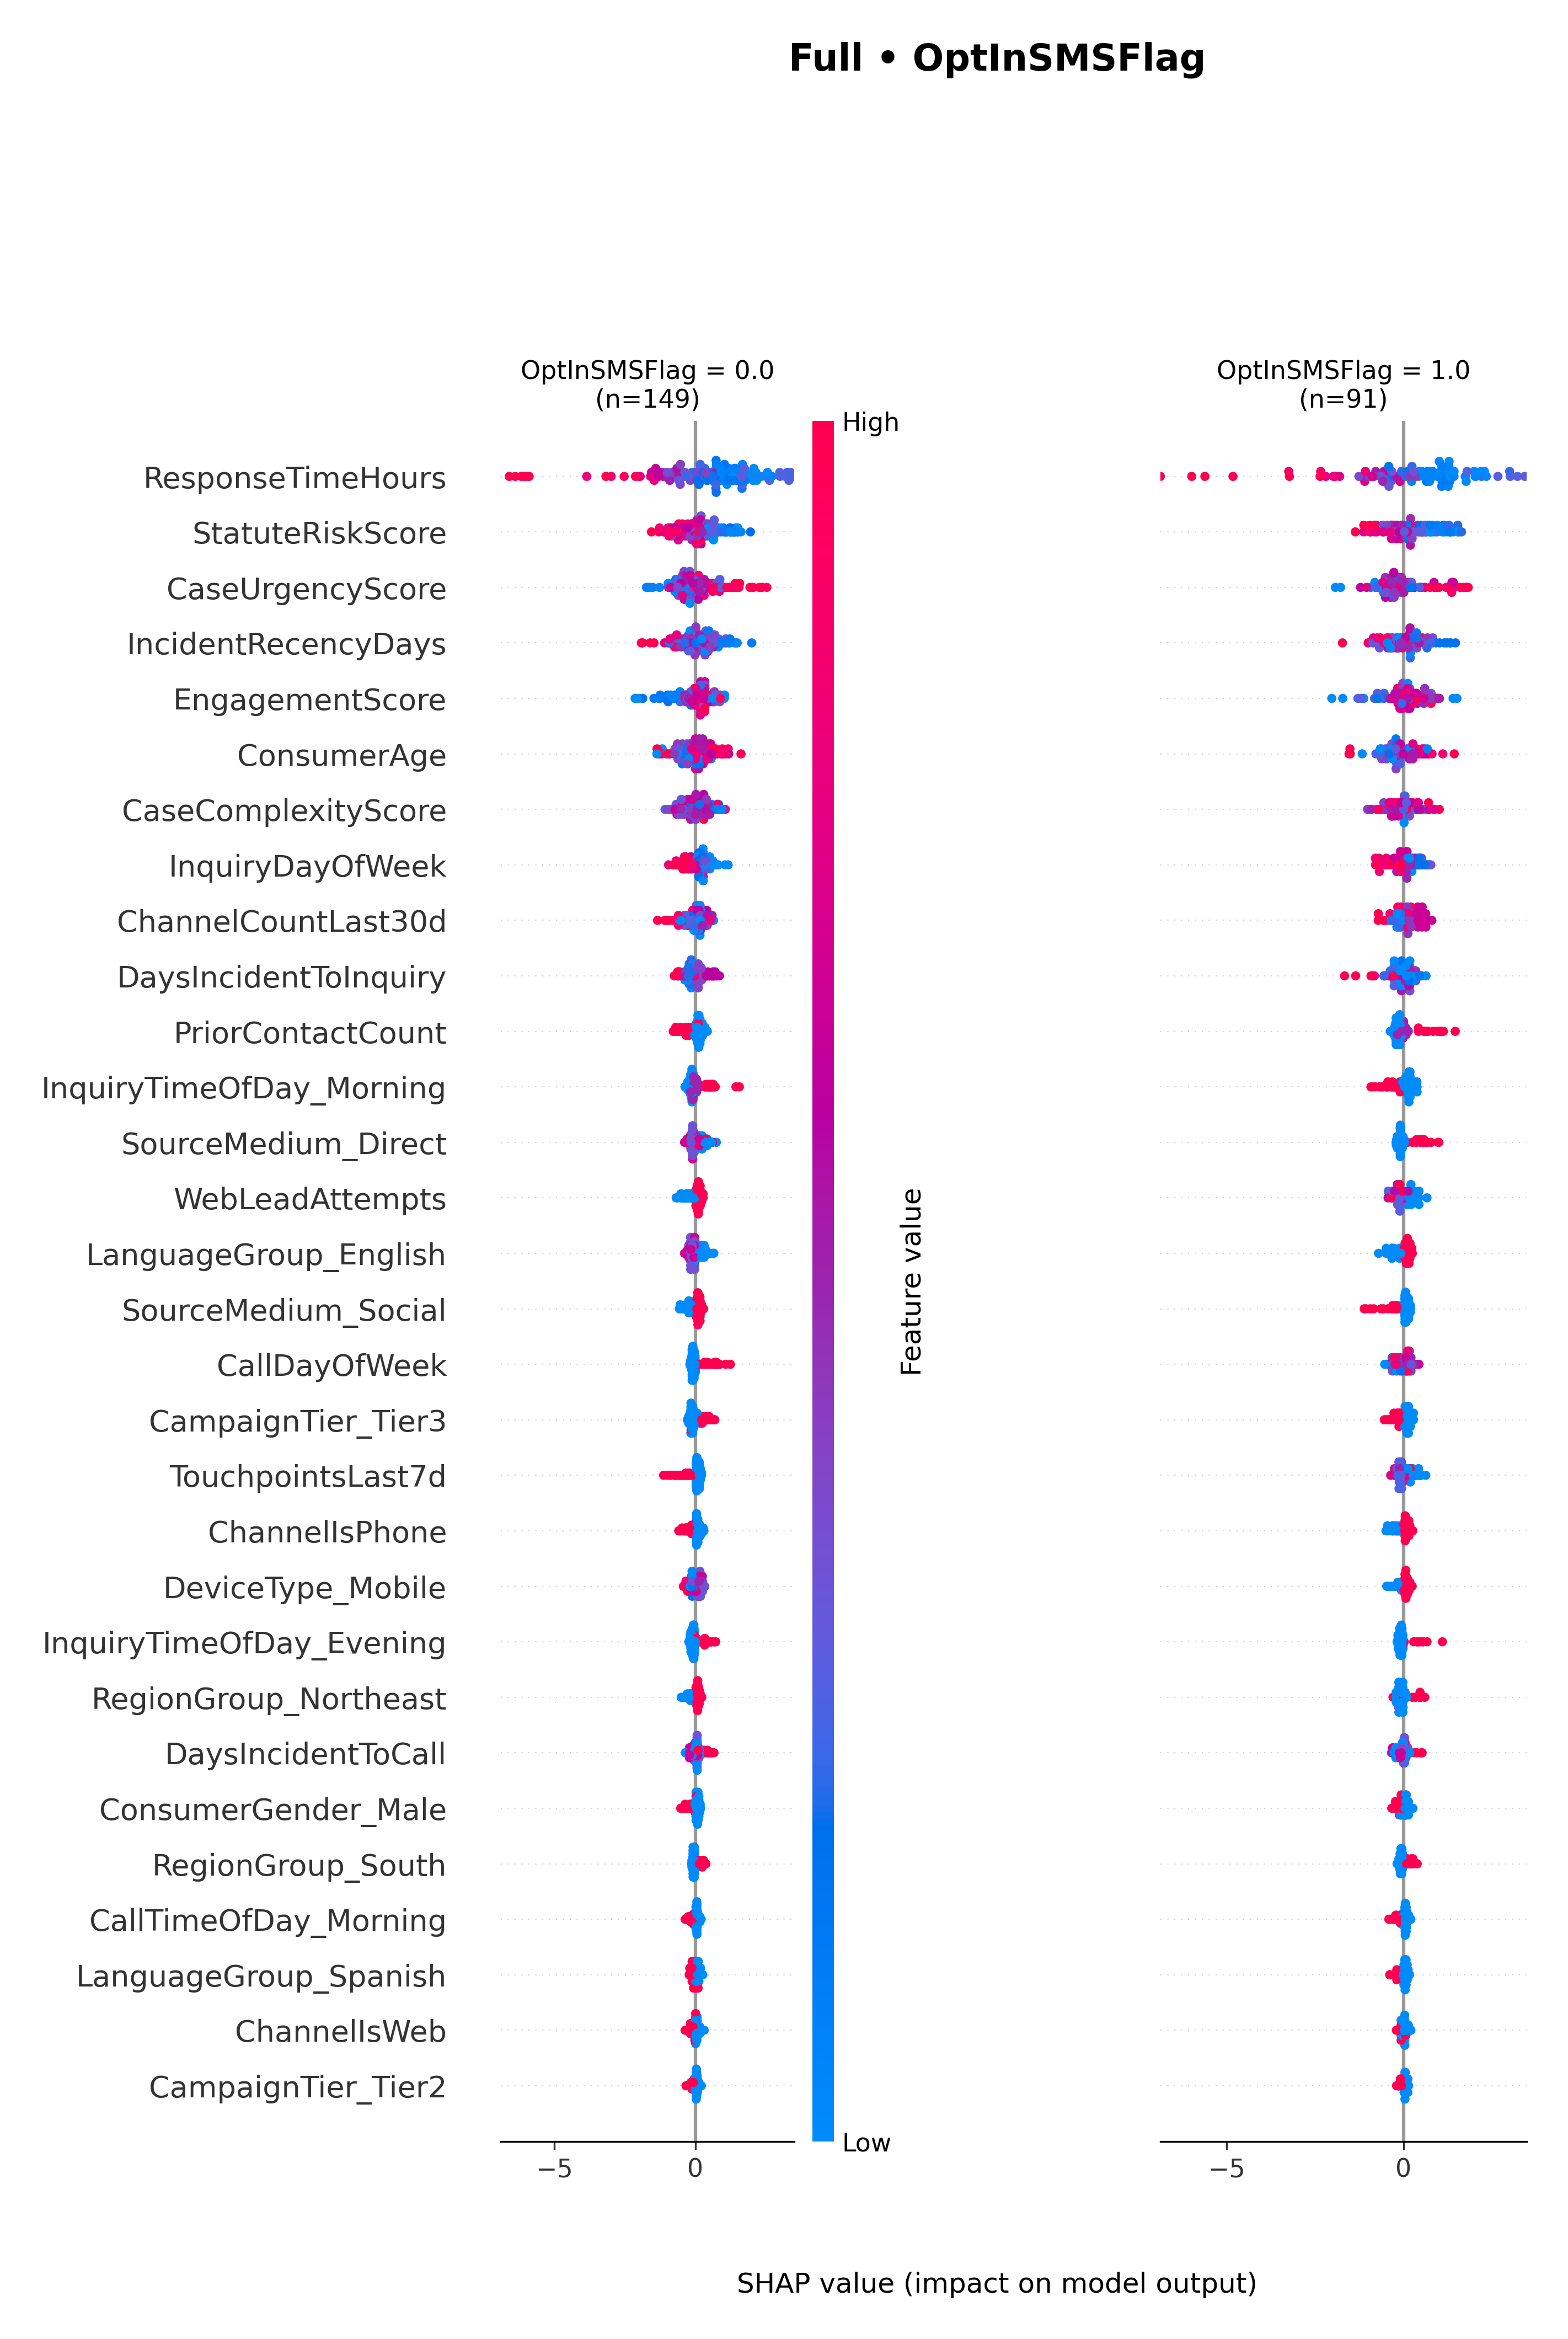 Full • OptInSMSFlag
OptInSMSFlag = 0.0
(n=149)
OptInSMSFlag = 1.0
(n=91)
High
ResponseTimeHours
StatuteRiskScore
CaseUrgencyScore
IncidentRecencyDays
EngagementScore
ConsumerAge
CaseComplexityScore
InquiryDayOfWeek
ChannelCountLast30d
DaysIncidentToInquiry
PriorContactCount
InquiryTimeOfDay_Morning
SourceMedium_Direct
WebLeadAttempts
LanguageGroup_English
SourceMedium_Social
CallDayOfWeek
CampaignTier_Tier3
TouchpointsLast7d
ChannelIsPhone
DeviceType_Mobile
InquiryTimeOfDay_Evening
RegionGroup_Northeast
DaysIncidentToCall
ConsumerGender_Male
RegionGroup_South
CallTimeOfDay_Morning
LanguageGroup_Spanish
ChannelIsWeb
CampaignTier_Tier2
Feature value
Low
−5 0
−5 0
SHAP value (impact on model output)